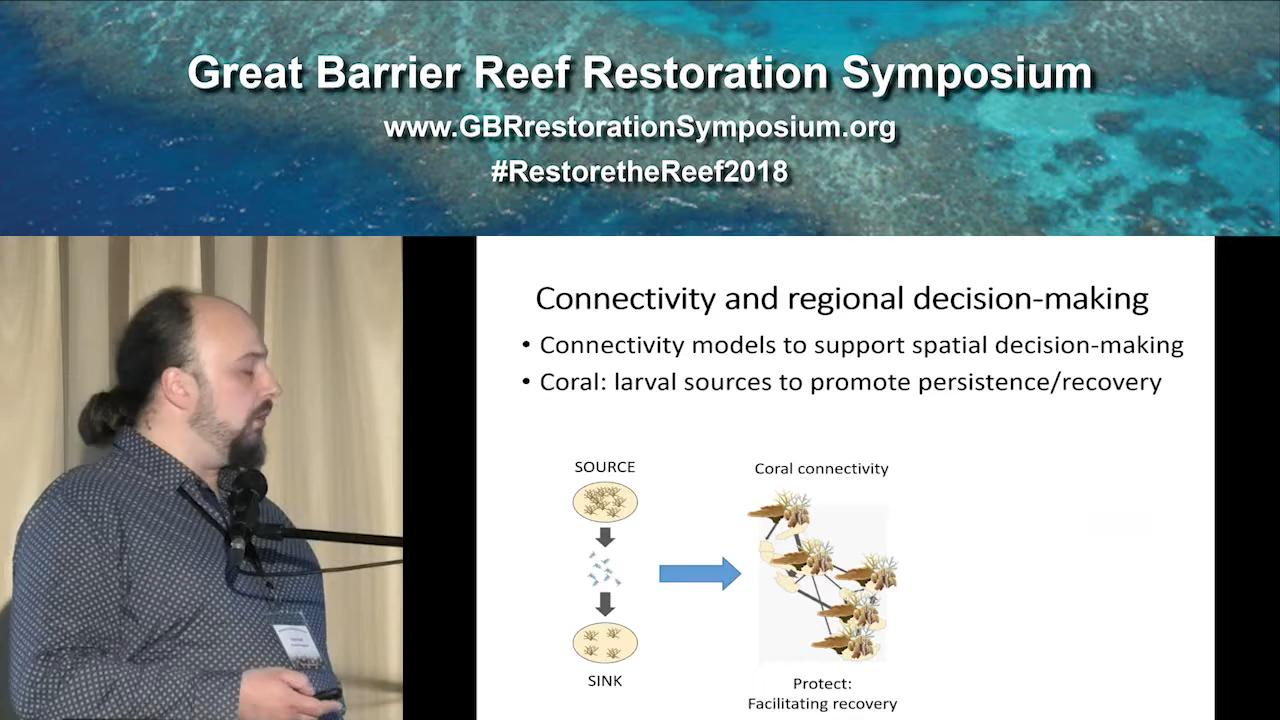 Great Barrier Reef Restoration Symposium
www.GBRrestorationSymposium.org
#RestoretheReef2018
Connectivity and regional decision-making
• Connectivity models to support spatial decision-making
• Coral: larval sources to promote persistence/recovery
SOURCE
Coral connectivity
SINK
Protect:
Facilitating recovery